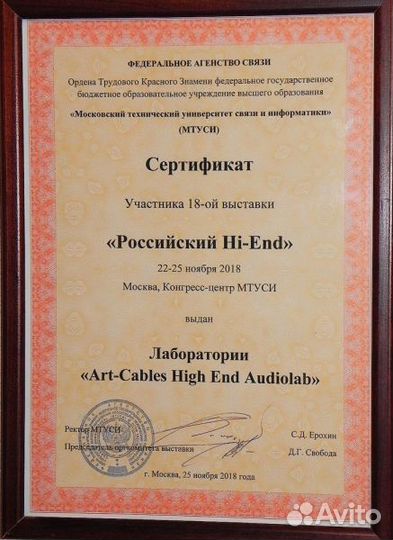 ФЕДЕРАЛЬНОЕ АГЕНСТВО СВЯЗИ
Ордена Трудового Красного Знамени федеральное государственное
бюджетное образовательное учреждение высшего образования
«Московский технический университет связи и информатики»
(МТУСИ)
Сертификат
Участника 18-ой выставки
«Российский Hi-End»
22-25 ноября 2018
Москва, Конгресс-центр МТУСИ
выдан
Лаборатории
«Art-Cables High End Audiolab»
Ректор МТУСИ С.Д. Ерохин
Председатель оргкомитета выставки Д.Г. Свобода
г. Москва, 25 ноября 2018 года
Avito